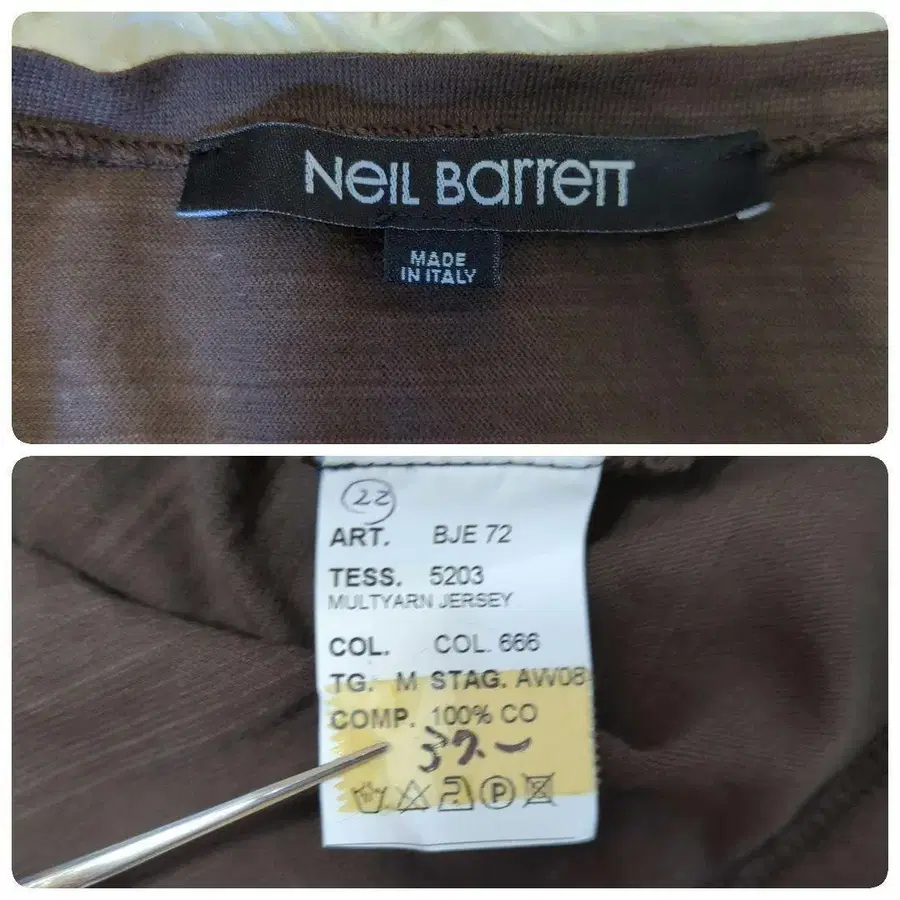 Neil Barrett
MADE
IN ITALY
22
ART. BJE 72
TESS. 5203
MULTYARN JERSEY
COL. COL. 666
TG. M STAG. AW08
COMP. 100% CO